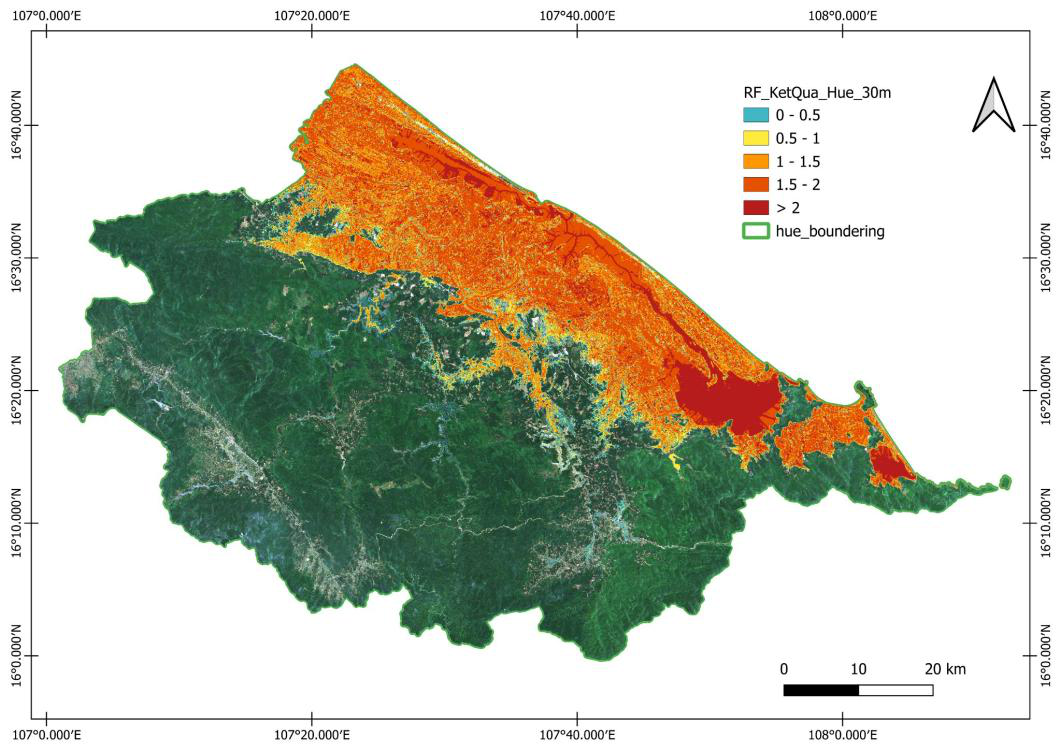 107°0.000'E 107°20.000'E 107°40.000'E 108°0.000'E
RF_KetQua_Hue_30m
0 - 0.5
0.5 - 1
1 - 1.5
1.5 - 2
> 2
hue_boundering
16°40.000'N 16°40.000'N
16°30.000'N 16°30.000'N
16°20.000'N 16°20.000'N
16°10.000'N 16°10.000'N
16°0.000'N 16°0.000'N
0 10 20 km
107°0.000'E 107°20.000'E 107°40.000'E 108°0.000'E